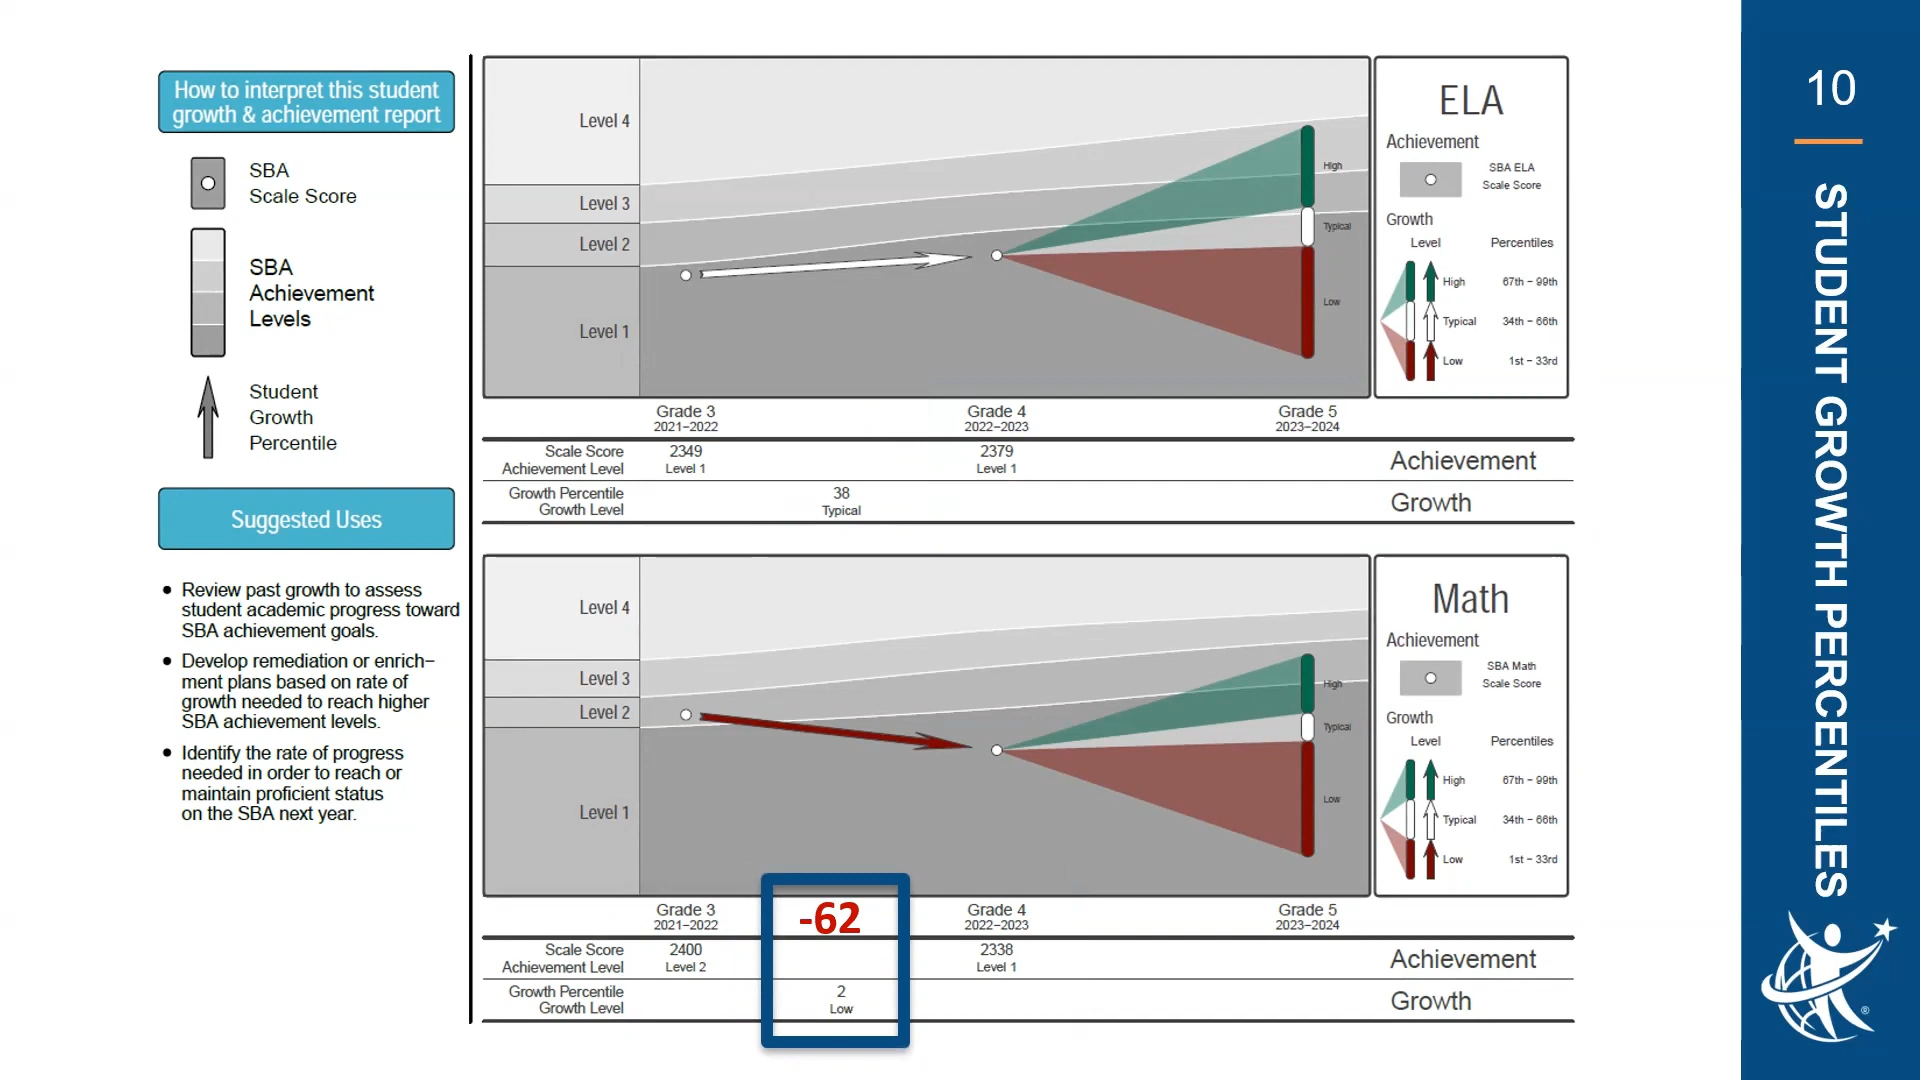 How to interpret this student
growth & achievement report
SBA
Scale Score
SBA
Achievement
Levels
Student
Growth
Percentile
Suggested Uses
• Review past growth to assess
student academic progress toward
SBA achievement goals.
• Develop remediation or enrich−
ment plans based on rate of
growth needed to reach higher
SBA achievement levels.
• Identify the rate of progress
needed in order to reach or
maintain proficient status
on the SBA next year.
Level 4
Level 3
Level 2
Level 1
High
Typical
Low
ELA
Achievement
SBA ELA
Scale Score
Growth
Level Percentiles
High 67th − 99th
Typical 34th − 66th
Low 1st − 33rd
Grade 3 Grade 4 Grade 5
2021−2022 2022−2023 2023−2024
Scale Score 2349 2379
Achievement Level Level 1 Level 1
Achievement
Growth Percentile 38
Growth Level Typical
Growth
Level 4
Level 3
Level 2
Level 1
High
Typical
Low
Math
Achievement
SBA Math
Scale Score
Growth
Level Percentiles
High 67th − 99th
Typical 34th − 66th
Low 1st − 33rd
Grade 3 -62 Grade 4 Grade 5
2021−2022 2022−2023 2023−2024
Scale Score 2400 2338
Achievement Level Level 2 Level 1
Achievement
Growth Percentile 2
Growth Level Low
Growth
10
STUDENT GROWTH PERCENTILES
®